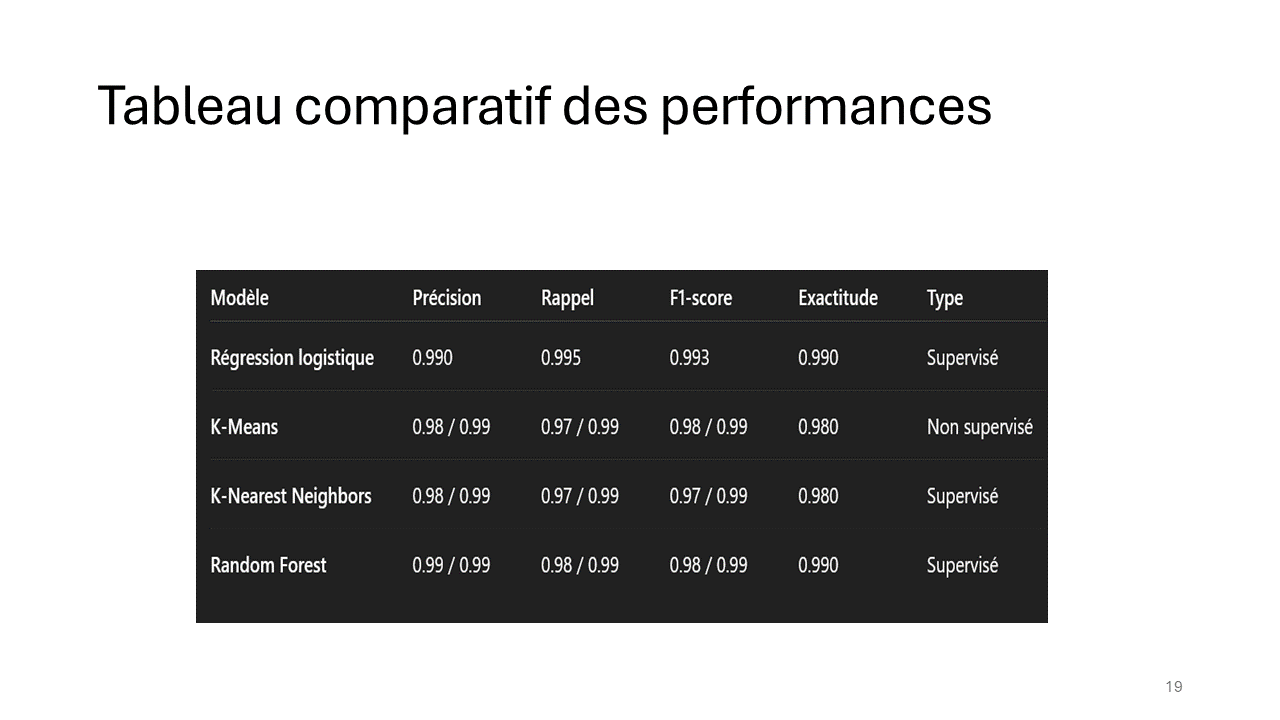 Tableau comparatif des performances
Modèle Précision Rappel F1-score Exactitude Type
Régression logistique 0.990 0.995 0.993 0.990 Supervisé
K-Means 0.98 / 0.99 0.97 / 0.99 0.98 / 0.99 0.980 Non supervisé
K-Nearest Neighbors 0.98 / 0.99 0.97 / 0.99 0.97 / 0.99 0.980 Supervisé
Random Forest 0.99 / 0.99 0.98 / 0.99 0.98 / 0.99 0.990 Supervisé
19